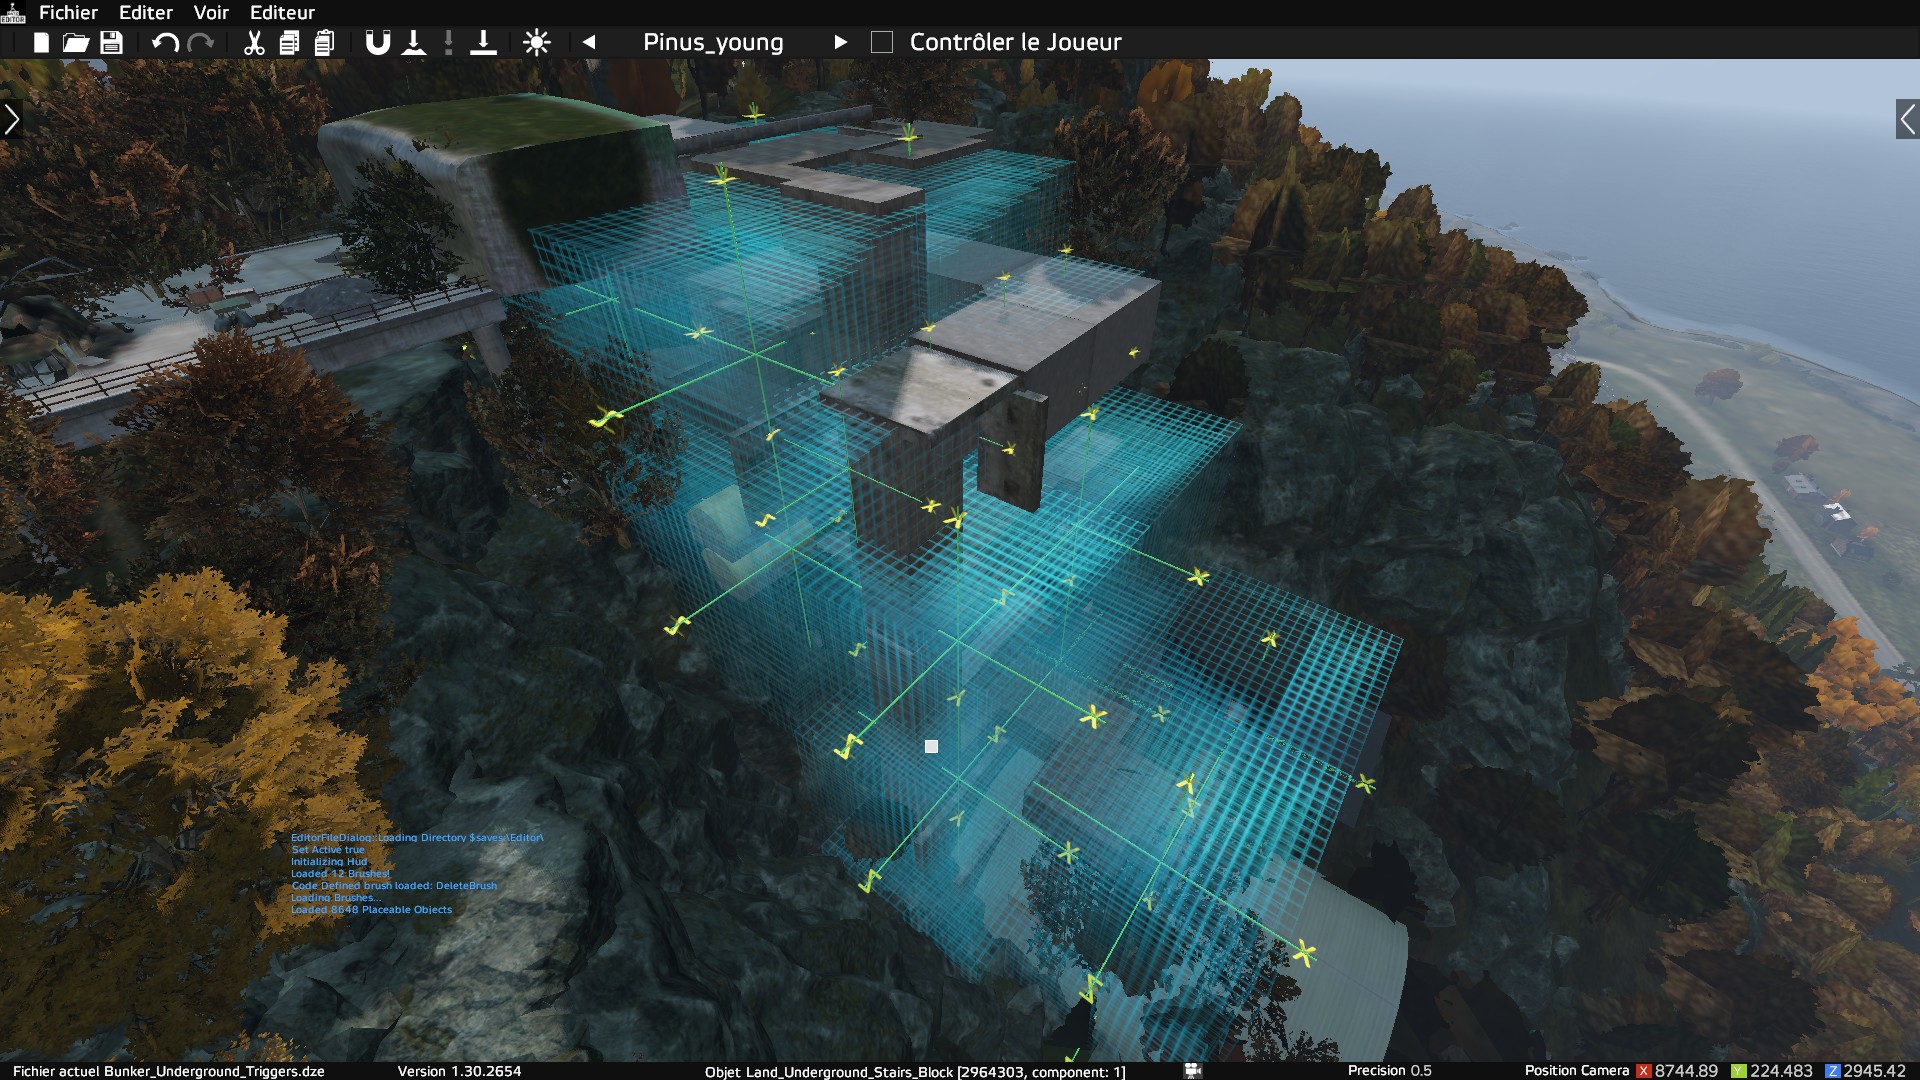 Fichier Editer Voir Editeur
EDITOR
Pinus_young Contrôler le Joueur
EditorFileDialog::Loading Directory $saves:\Editor\
Set Active true
Initializing Hud
Loaded 12 Brushes!
Code Defined brush loaded: DeleteBrush
Loading Brushes...
Loaded 8648 Placeable Objects
Fichier actuel Bunker_Underground_Triggers.dze Version 1.30.2654 Objet Land_Underground_Stairs_Block [2964303, component: 1] Precision 0.5 Position Camera X 8744.89 Y 224.483 Z 2945.42